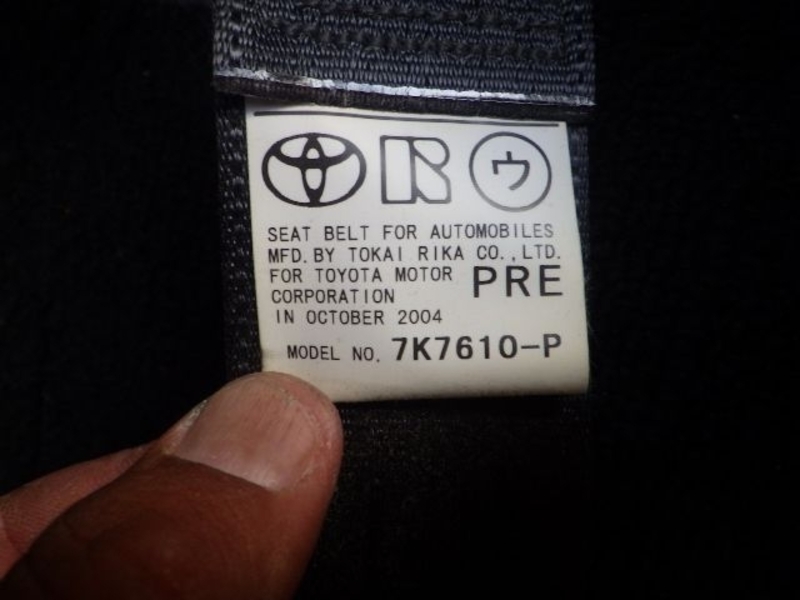 ウ
SEAT BELT FOR AUTOMOBILES
MFD. BY TOKAI RIKA CO., LTD.
FOR TOYOTA MOTOR PRE
CORPORATION
IN OCTOBER 2004
MODEL NO. 7K7610-P